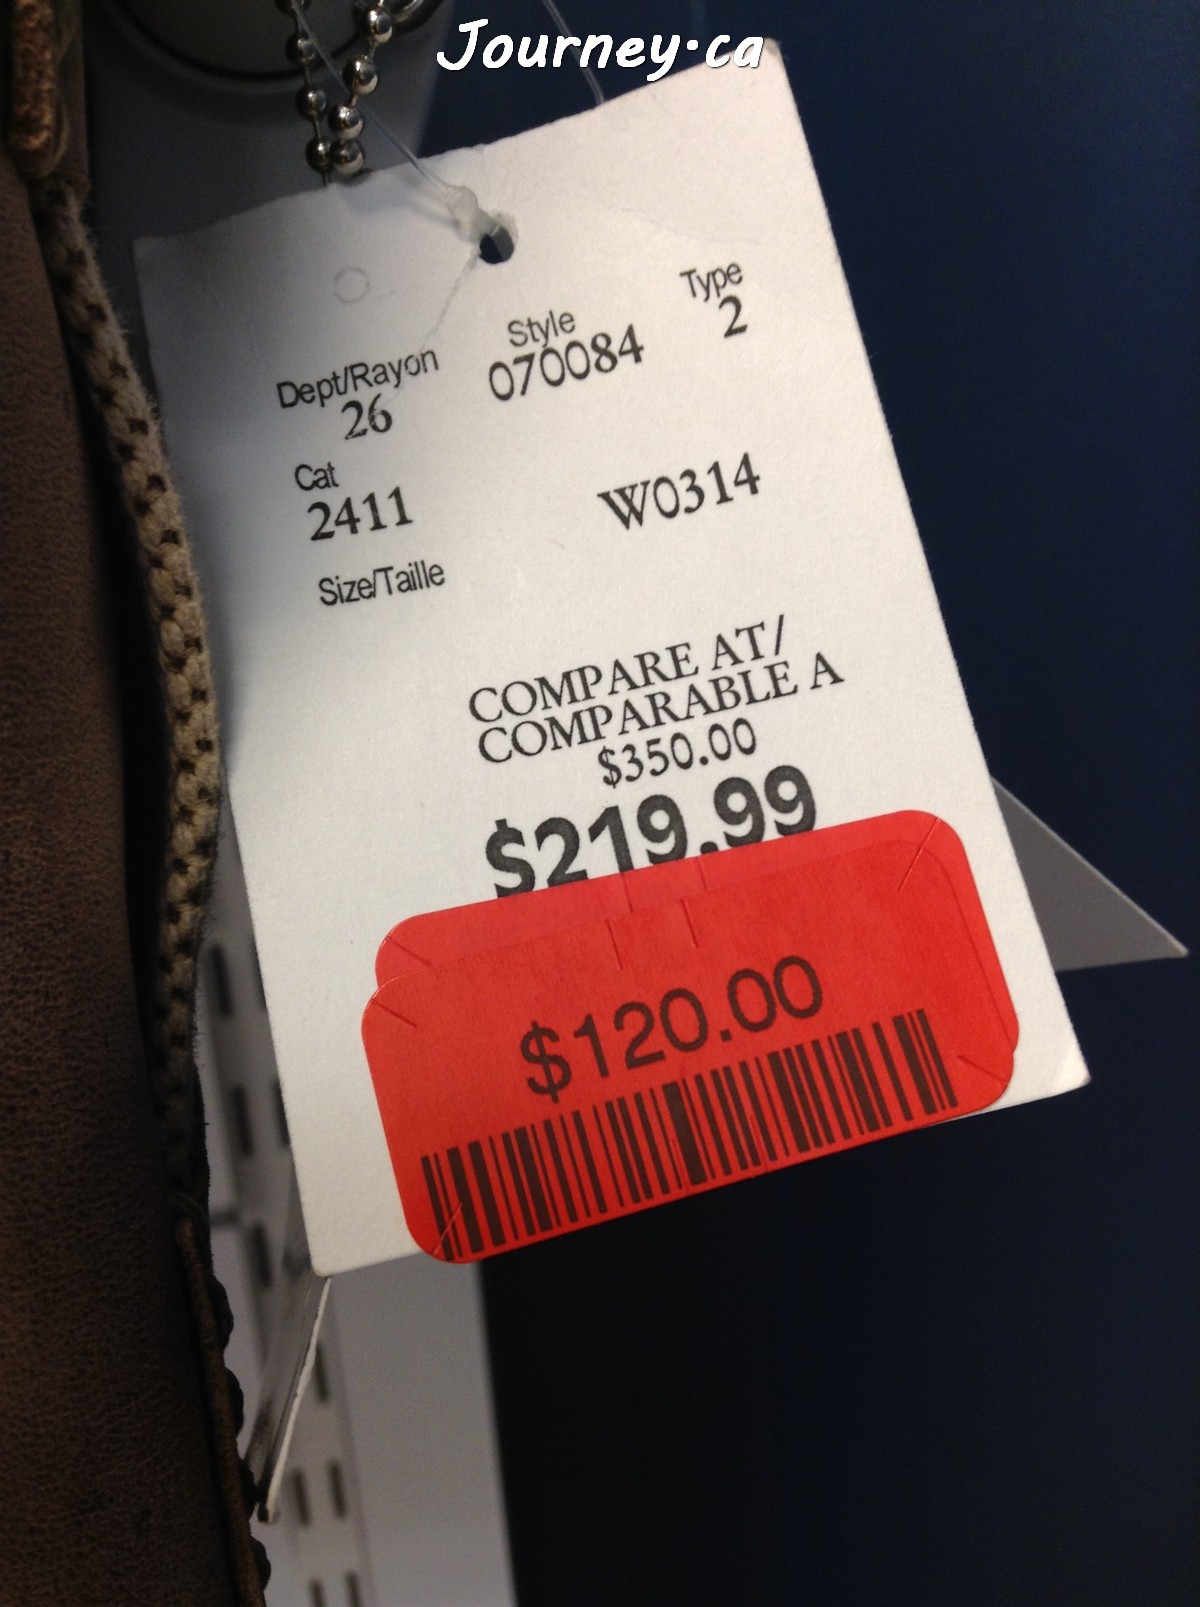 Journey.ca
Dept/Rayon Style Type
26 070084 2
Cat
2411 W0314
Size/Taille
COMPARE AT/
COMPARABLE A
$350.00
$219.99
$120.00